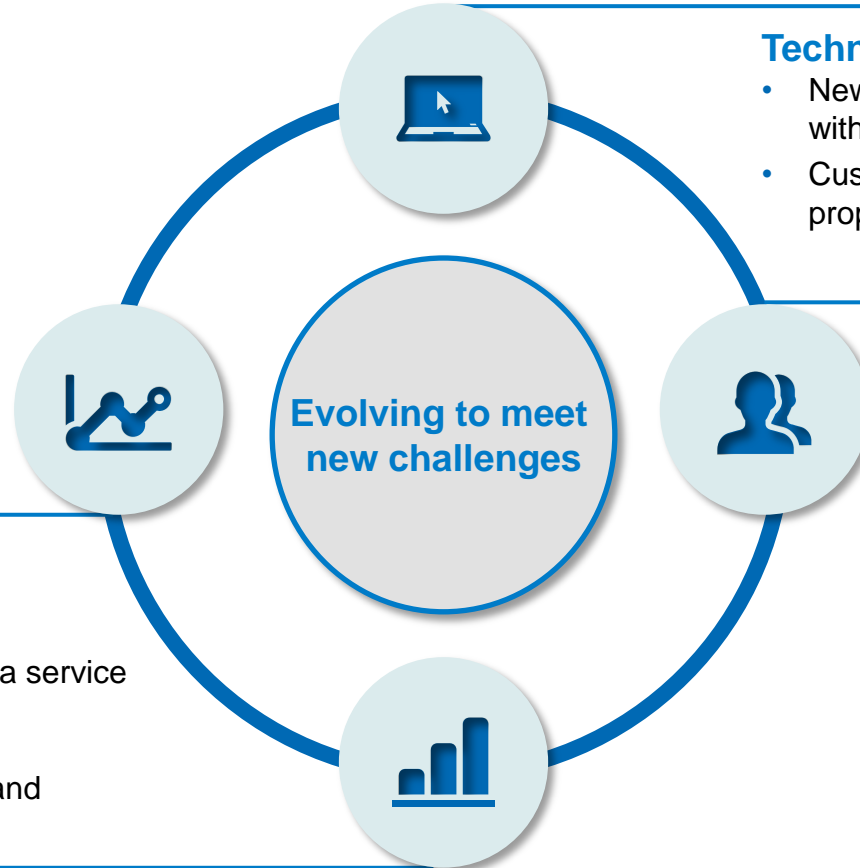 Techn
• New
with
• Cus
prop
Evolving to meet
new challenges
a service
and